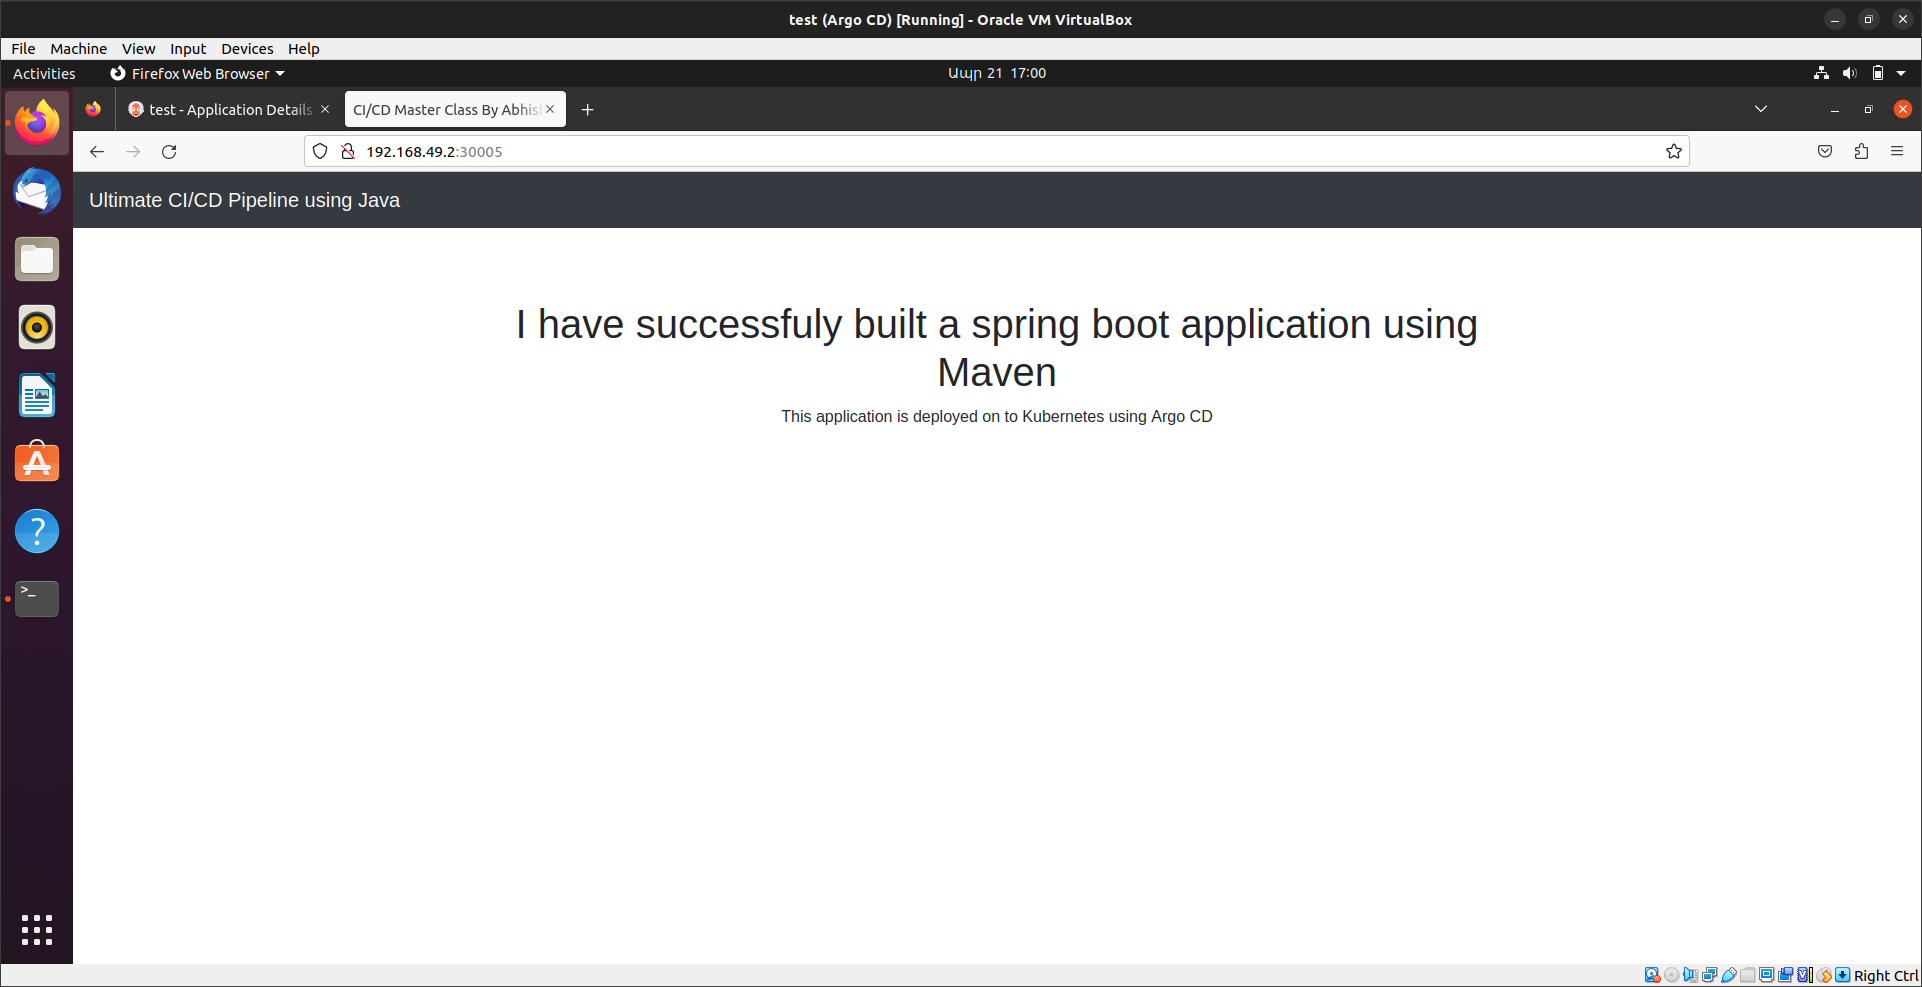 test (Argo CD) [Running] - Oracle VM VirtualBox
File Machine View Input Devices Help
Activities Firefox Web Browser Ապր 21 17:00
test - Application Details CI/CD Master Class By Abhis
192.168.49.2:30005
Ultimate CI/CD Pipeline using Java
I have successfuly built a spring boot application using
Maven
This application is deployed on to Kubernetes using Argo CD
Right Ctrl